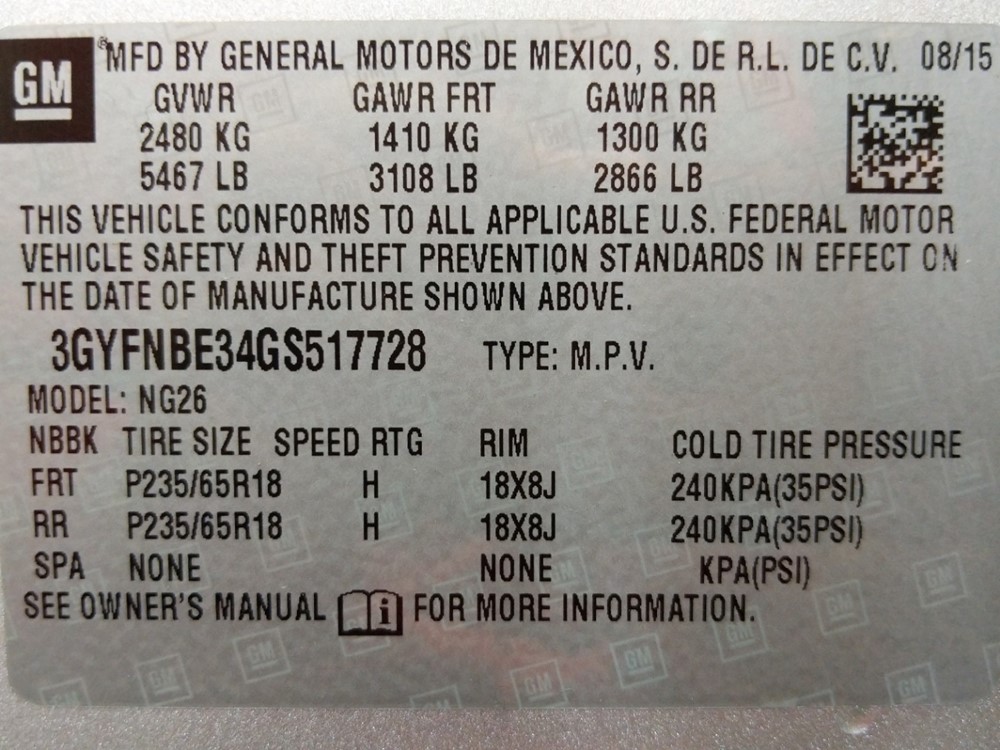 GM ® MFD BY GENERAL MOTORS DE MEXICO, S. DE R.L. DE C.V. 08/15
GVWR GAWR FRT GAWR RR
2480 KG 1410 KG 1300 KG
5467 LB 3108 LB 2866 LB
THIS VEHICLE CONFORMS TO ALL APPLICABLE U.S. FEDERAL MOTOR
VEHICLE SAFETY AND THEFT PREVENTION STANDARDS IN EFFECT ON
THE DATE OF MANUFACTURE SHOWN ABOVE.
3GYFNBE34GS517728 TYPE: M.P.V.
MODEL: NG26
NBBK TIRE SIZE SPEED RTG RIM COLD TIRE PRESSURE
FRT P235/65R18 H 18X8J 240KPA(35PSI)
RR P235/65R18 H 18X8J 240KPA(35PSI)
SPA NONE NONE KPA(PSI)
SEE OWNER'S MANUAL i FOR MORE INFORMATION.